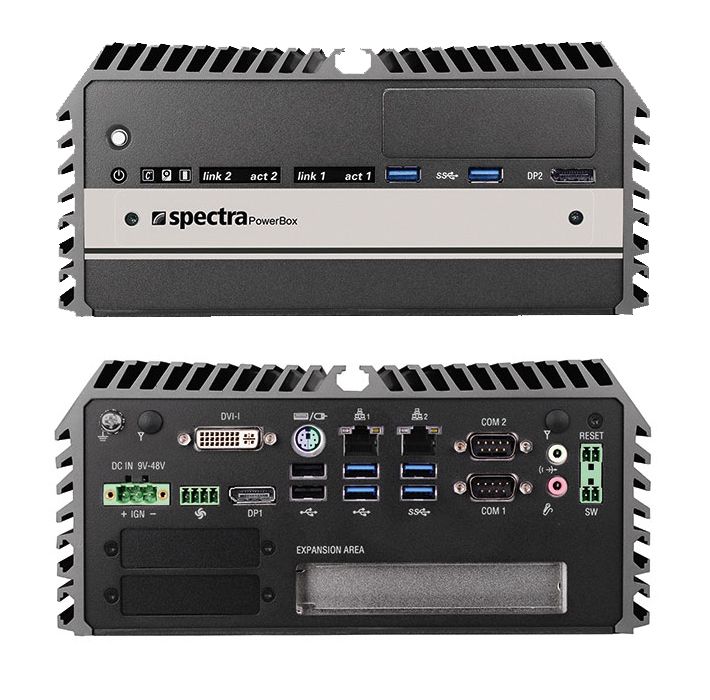 link 2 act 2 link 1 act 1
DP2
spectra PowerBox
DVI-I
1
2
COM 2
RESET
DC IN 9V-48V
+ IGN −
DP1
COM 1
SW
EXPANSION AREA